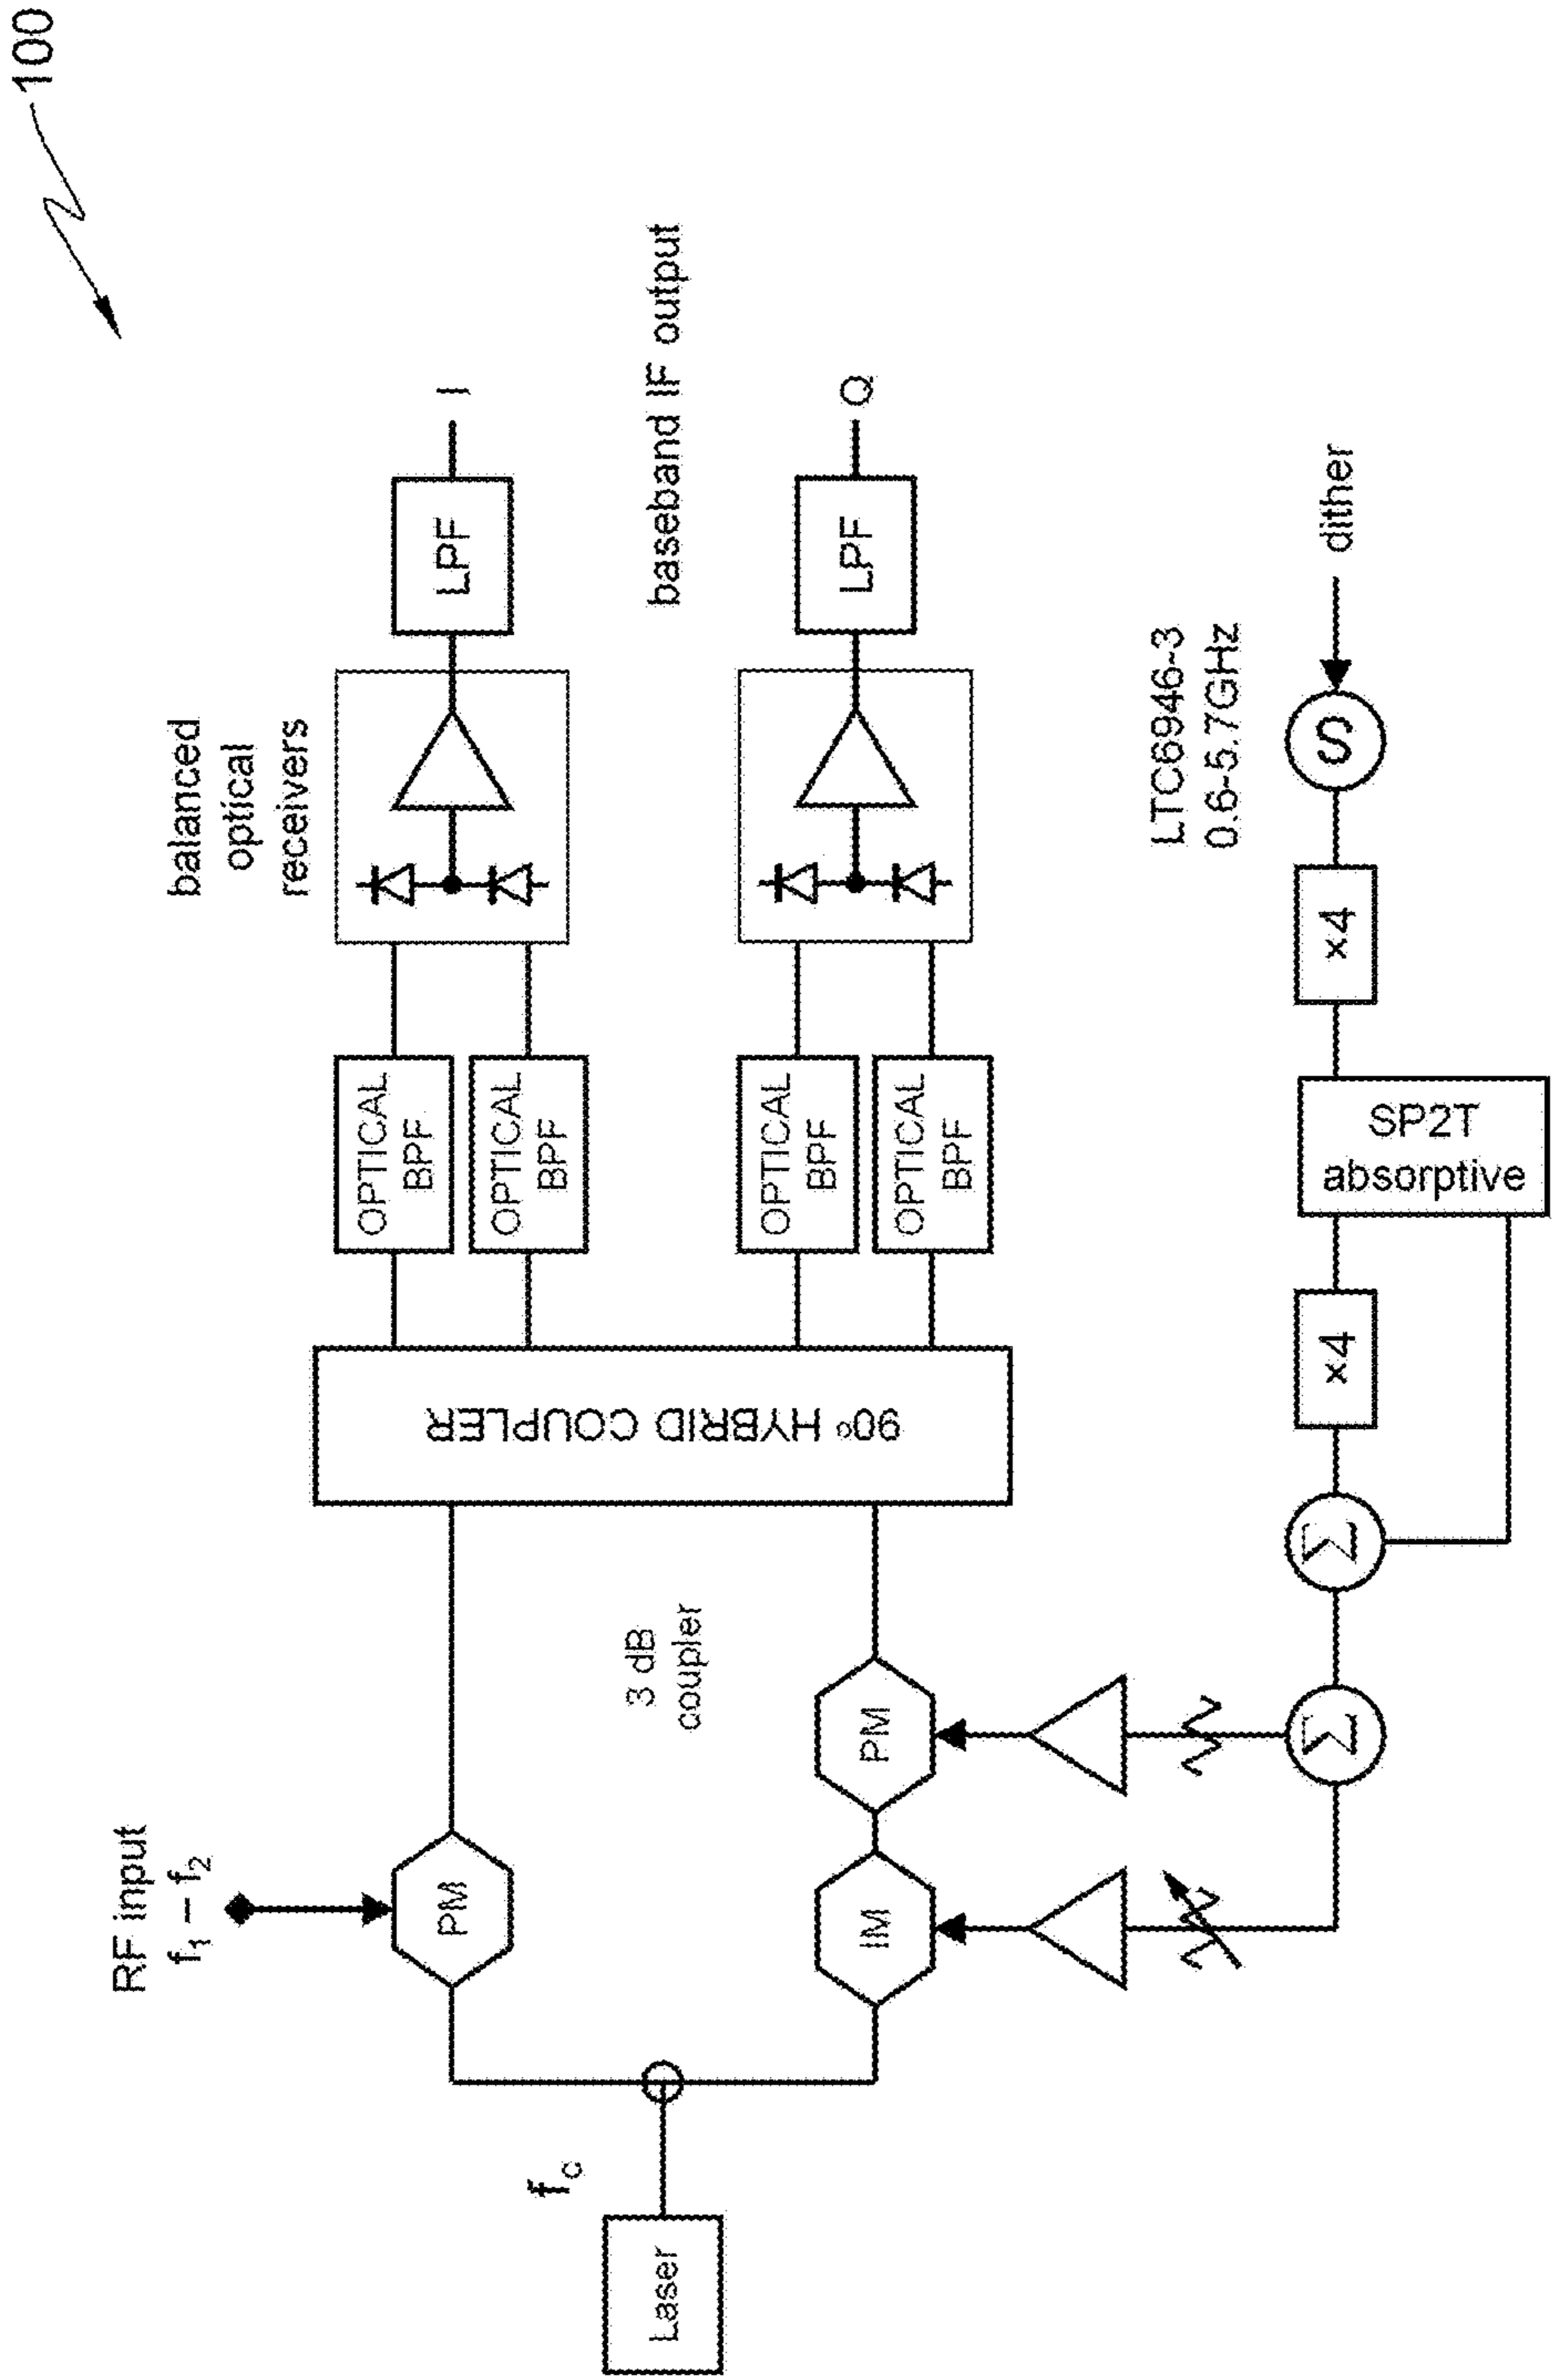 100
RF input
f1 – f2
balanced
optical
receivers
fc
Laser
PM
IM
PM
3 dB
coupler
90° HYBRID COUPLER
OPTICAL
BPF
OPTICAL
BPF
OPTICAL
BPF
OPTICAL
BPF
LPF
I
baseband IF output
LPF
Q
Σ
Σ
×4
SP2T
absorptive
×4
LTC6946-3
0.6-5.7GHz
S
dither